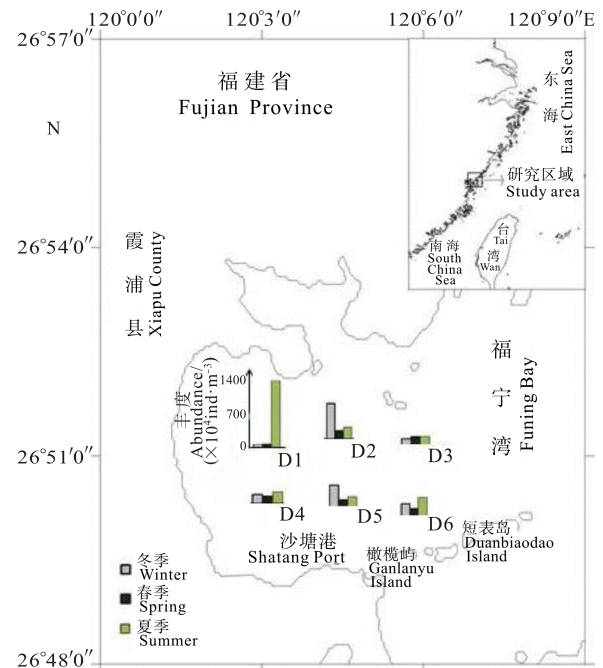 120°0′0″ 120°3′ 120°6′0″ 120°9′0″E
26°57′0″
福建省
Fujian Province
N
东海
East China Sea
研究区域
Study area
台
Tai
湾
Wan
南海
South
China
Sea
26°54′0″
霞浦县
Xiapu County
福宁湾
Funing Bay
丰度
Abundance/
(×10⁴ind·m⁻³)
1400
700
0
D1
D2
D3
26°51′0″
D4
D5
D6
沙塘港
Shatang Port
橄榄屿
Ganlanyu
Island
短表岛
Duanbiaodao
Island
冬季
Winter
春季
Spring
夏季
Summer
26°48′0″